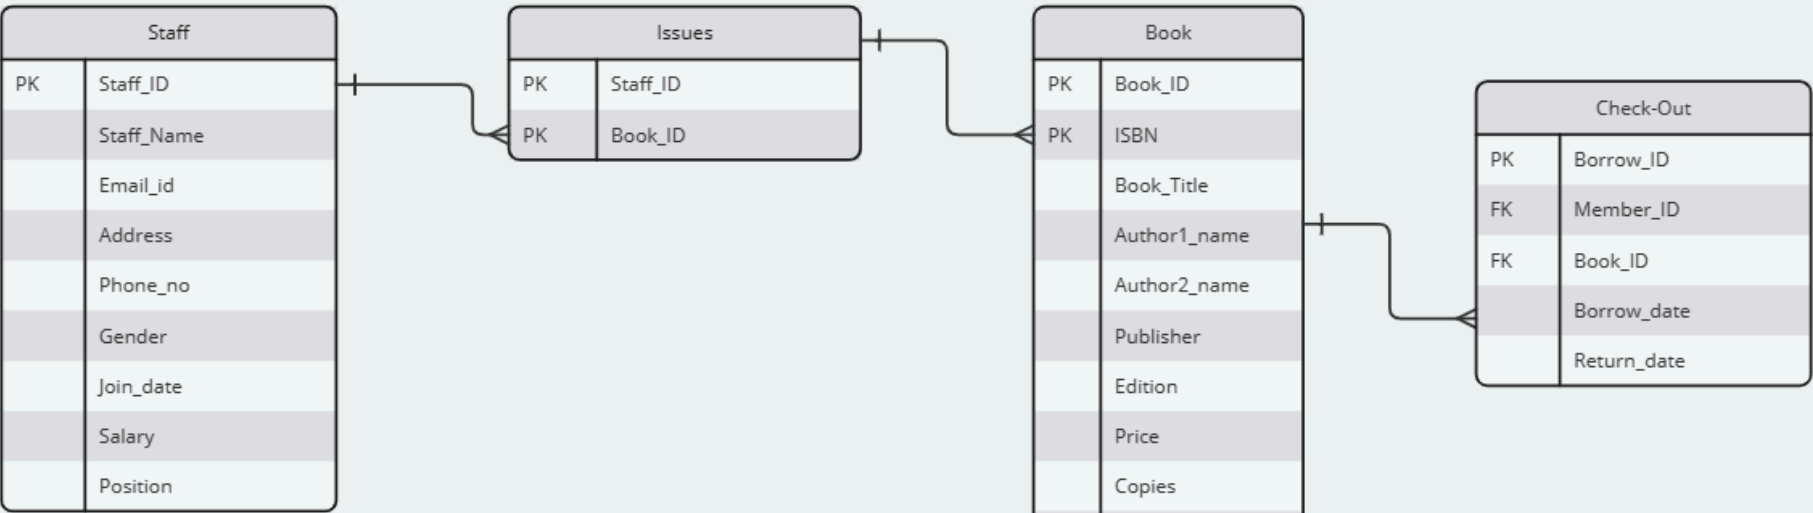 Staff
PK Staff_ID
Staff_Name
Email_id
Address
Phone_no
Gender
Join_date
Salary
Position
Issues
PK Staff_ID
PK Book_ID
Book
PK Book_ID
PK ISBN
Book_Title
Author1_name
Author2_name
Publisher
Edition
Price
Copies
Check-Out
PK Borrow_ID
FK Member_ID
FK Book_ID
Borrow_date
Return_date